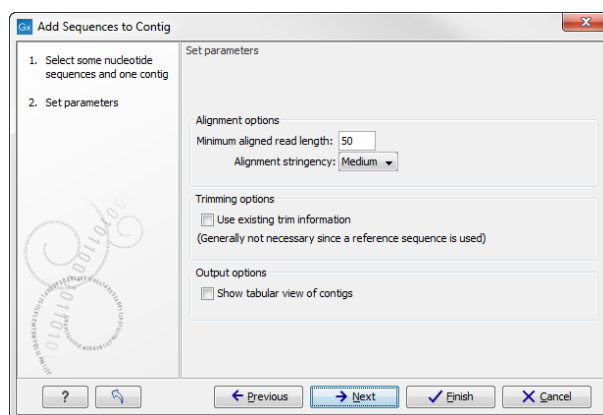 Gx Add Sequences to Contig
1. Select some nucleotide
sequences and one contig
2. Set parameters
Set parameters
Alignment options
Minimum aligned read length: 50
Alignment stringency: Medium
Trimming options
Use existing trim information
(Generally not necessary since a reference sequence is used)
Output options
Show tabular view of contigs
? Previous Next Finish Cancel